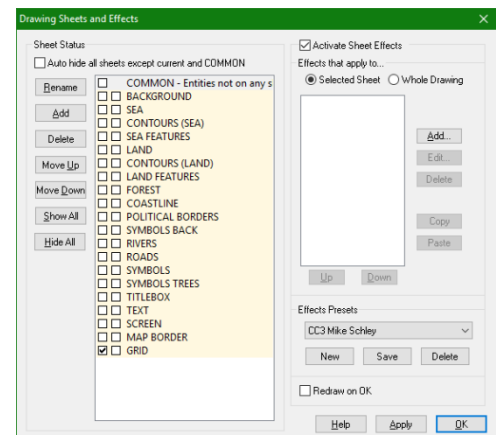 Drawing Sheets and Effects
Sheet Status
Auto hide all sheets except current and COMMON
Rename
Add
Delete
Move Up
Move Down
Show All
Hide All
COMMON - Entities not on any s
BACKGROUND
SEA
CONTOURS (SEA)
SEA FEATURES
LAND
CONTOURS (LAND)
LAND FEATURES
FOREST
COASTLINE
POLITICAL BORDERS
SYMBOLS BACK
RIVERS
ROADS
SYMBOLS
SYMBOLS TREES
TITLEBOX
TEXT
SCREEN
MAP BORDER
GRID
Activate Sheet Effects
Effects that apply to...
Selected Sheet Whole Drawing
Add...
Edit...
Delete
Copy
Paste
Up Down
Effects Presets
CC3 Mike Schley
New Save Delete
Redraw on OK
Help Apply OK